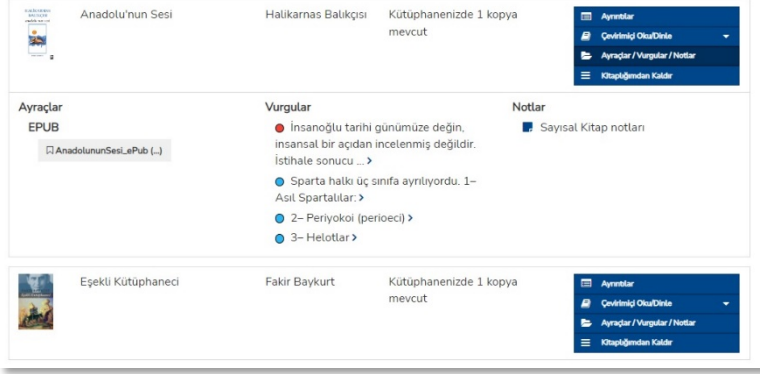 Anadolu'nun Sesi
Halikarnas Balıkçısı
Kütüphanenizde 1 kopya
mevcut
Ayrıntılar
Çevirimiçi Oku/Dinle
Ayraçlar / Vurgular / Notlar
Kitaplığımdan Kaldır
Ayraçlar
EPUB
AnadolununSesi_ePub (...)
Vurgular
İnsanoğlu tarihi günümüze değin,
insansal bir açıdan incelenmiş değildir.
İstihale sonucu ... >
Sparta halkı üç sınıfa ayrılıyordu. 1–
Asıl Spartalılar: >
2– Periyokoi (perioeci) >
3– Helotlar >
Notlar
Sayısal Kitap notları
Eşekli Kütüphaneci
Fakir Baykurt
Kütüphanenizde 1 kopya
mevcut
Ayrıntılar
Çevirimiçi Oku/Dinle
Ayraçlar / Vurgular / Notlar
Kitaplığımdan Kaldır